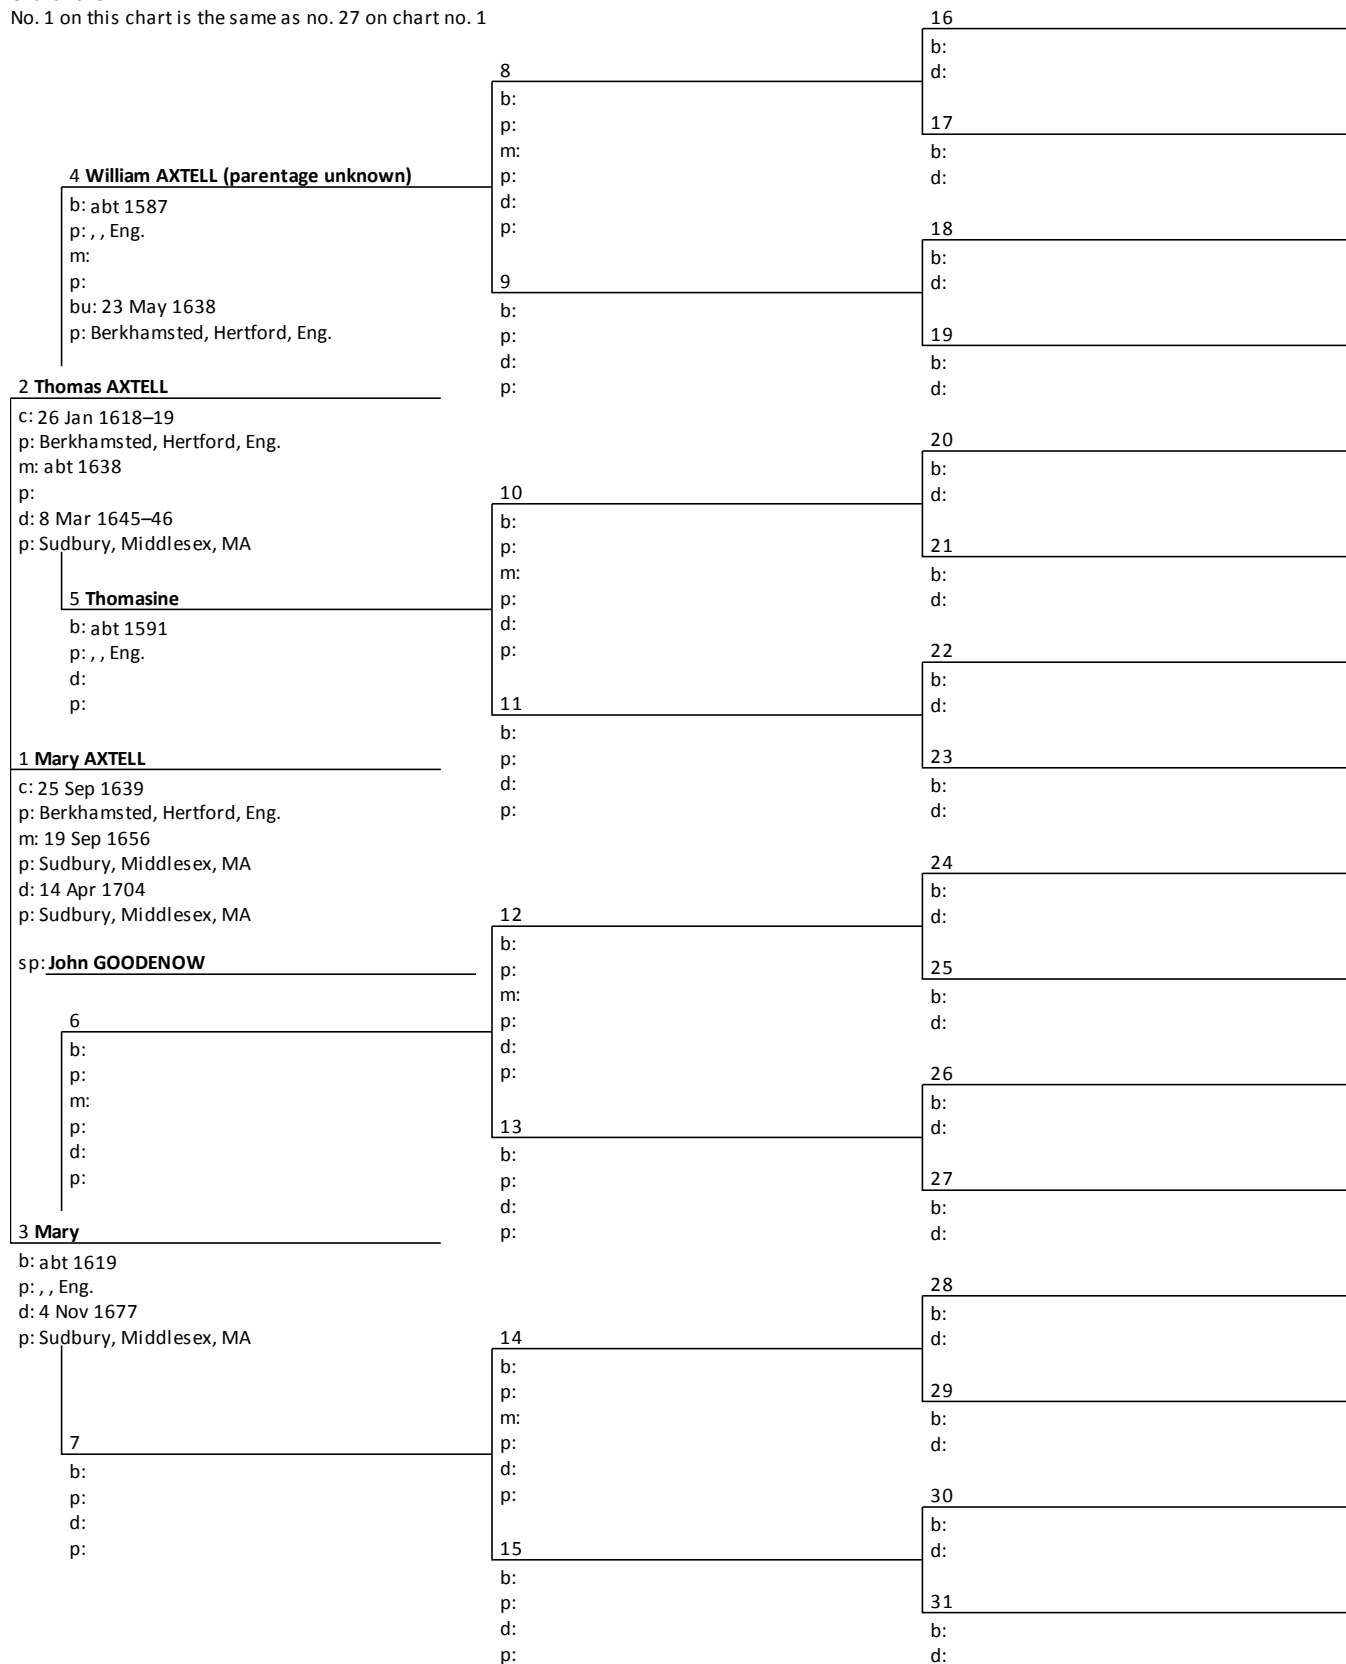 No. 1 on this chart is the same as no. 27 on chart no. 1
4 William AXTELL (parentage unknown)
b: abt 1587
p: , , Eng.
m:
p:
bu: 23 May 1638
p: Berkhamsted, Hertford, Eng.
2 Thomas AXTELL
c: 26 Jan 1618–19
p: Berkhamsted, Hertford, Eng.
m: abt 1638
p:
d: 8 Mar 1645–46
p: Sudbury, Middlesex, MA
5 Thomasine
b: abt 1591
p: , , Eng.
d:
p:
1 Mary AXTELL
c: 25 Sep 1639
p: Berkhamsted, Hertford, Eng.
m: 19 Sep 1656
p: Sudbury, Middlesex, MA
d: 14 Apr 1704
p: Sudbury, Middlesex, MA
sp: John GOODENOW
6
b:
p:
m:
p:
d:
p:
3 Mary
b: abt 1619
p: , , Eng.
d: 4 Nov 1677
p: Sudbury, Middlesex, MA
7
b:
p:
d:
p:
8
b:
p:
m:
p:
d:
p:
9
b:
p:
d:
p:
10
b:
p:
m:
p:
d:
p:
11
b:
p:
d:
p:
12
b:
p:
m:
p:
d:
p:
13
b:
p:
d:
p:
14
b:
p:
m:
p:
d:
p:
15
b:
p:
d:
p:
16
b:
d:
17
b:
d:
18
b:
d:
19
b:
d:
20
b:
d:
21
b:
d:
22
b:
d:
23
b:
d:
24
b:
d:
25
b:
d:
26
b:
d:
27
b:
d:
28
b:
d:
29
b:
d:
30
b:
d:
31
b:
d: